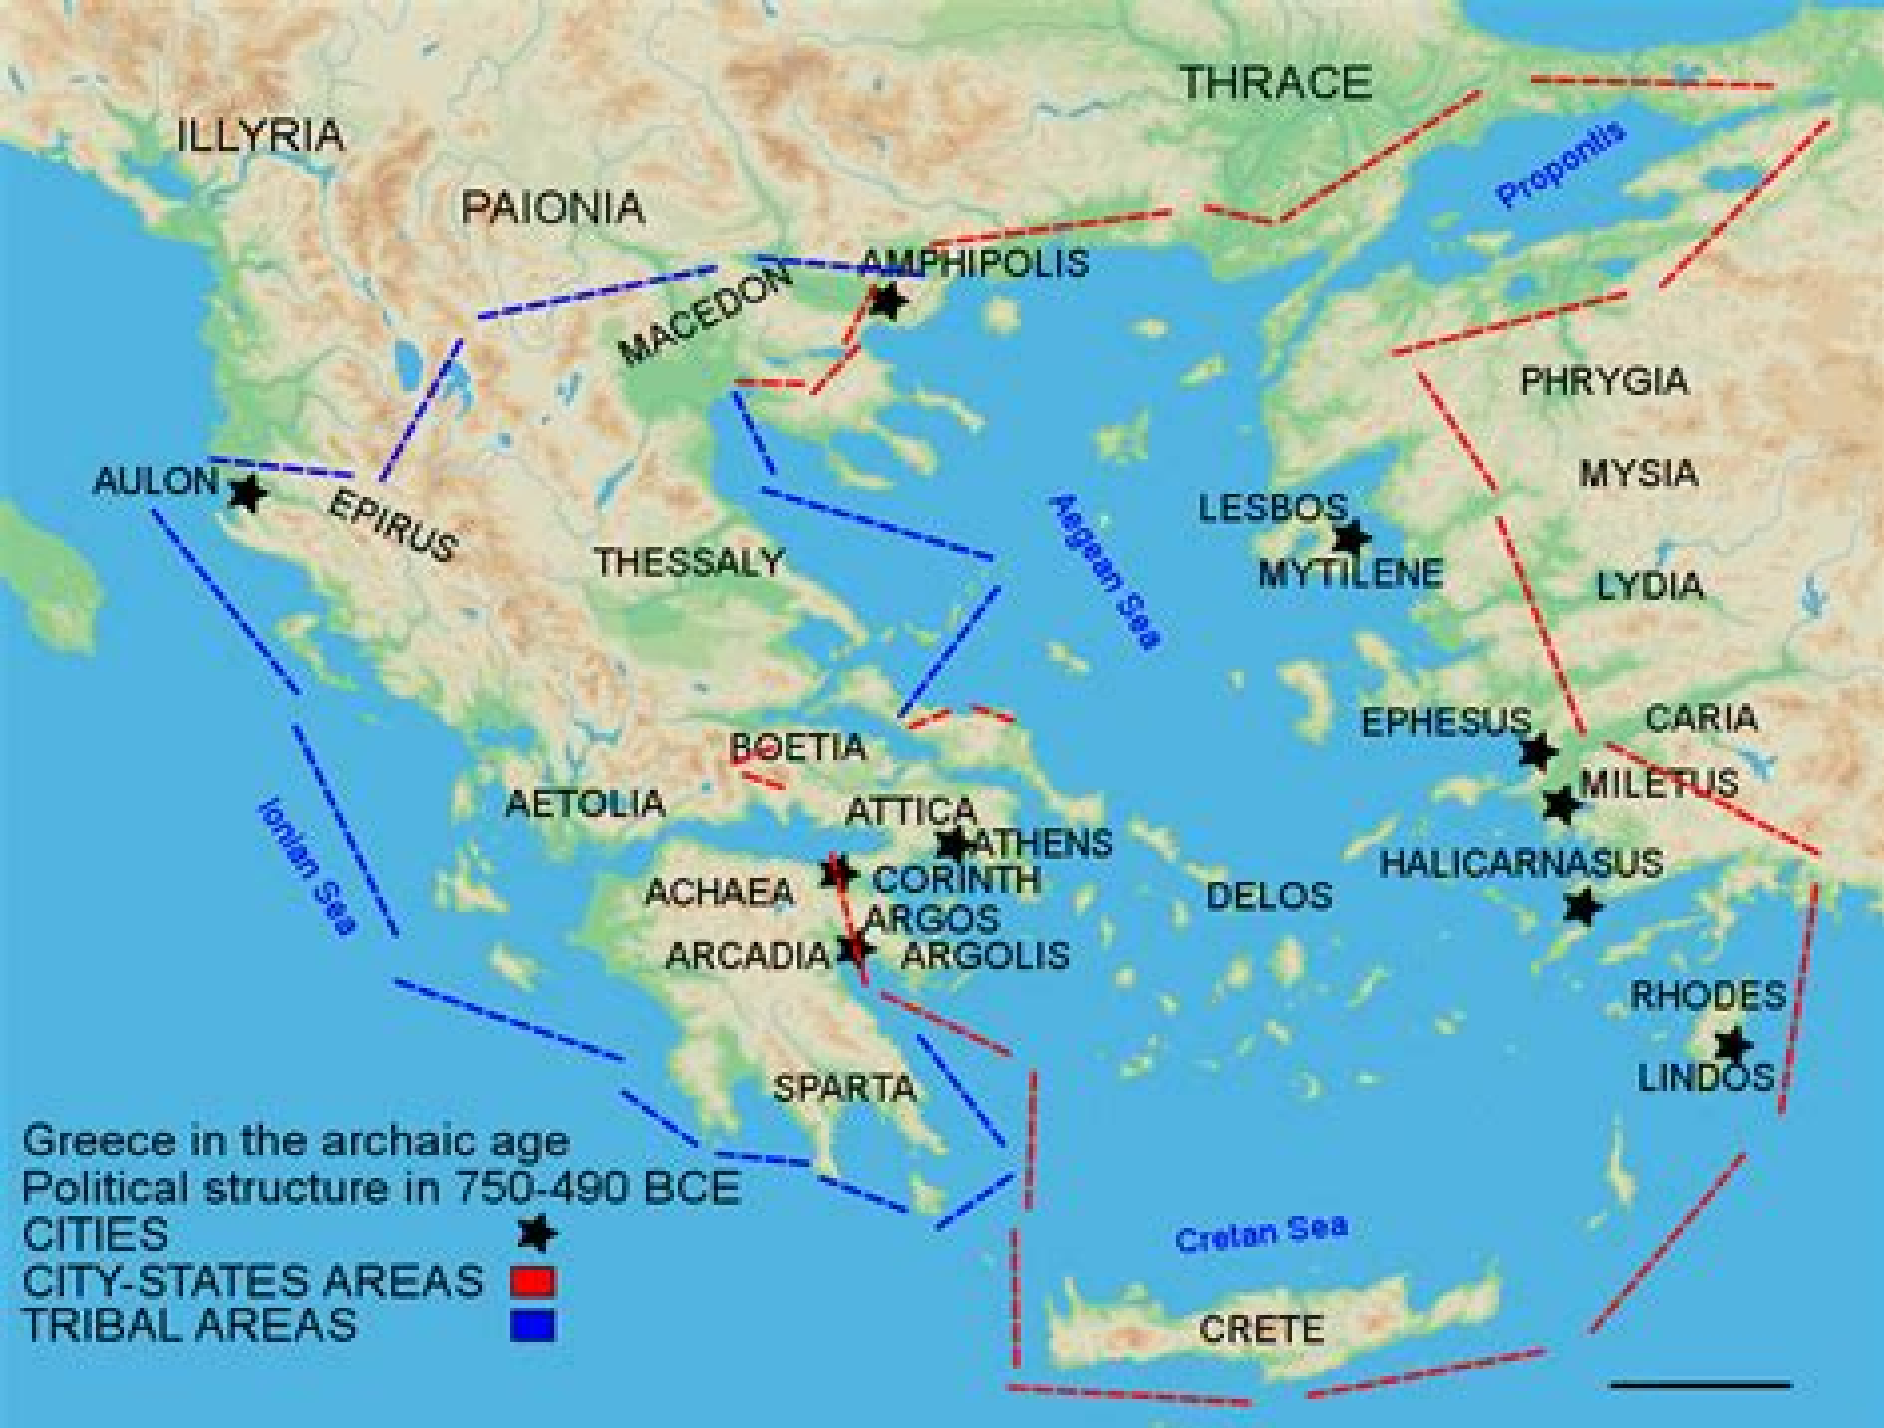 THRACE
ILLYRIA
Propontis
PAIONIA
AMPHIPOLIS
MACEDON
PHRYGIA
AULON
MYSIA
EPIRUS
LESBOS
THESSALY
Aegean Sea
MYTILENE
LYDIA
EPHESUS
CARIA
BOETIA
MILETUS
AETOLIA
ATTICA
Ionian Sea
ATHENS
HALICARNASUS
CORINTH
ACHAEA
DELOS
ARGOS
ARCADIA
ARGOLIS
RHODES
LINDOS
SPARTA
Greece in the archaic age
Political structure in 750-490 BCE
CITIES
CITY-STATES AREAS
TRIBAL AREAS
Cretan Sea
CRETE